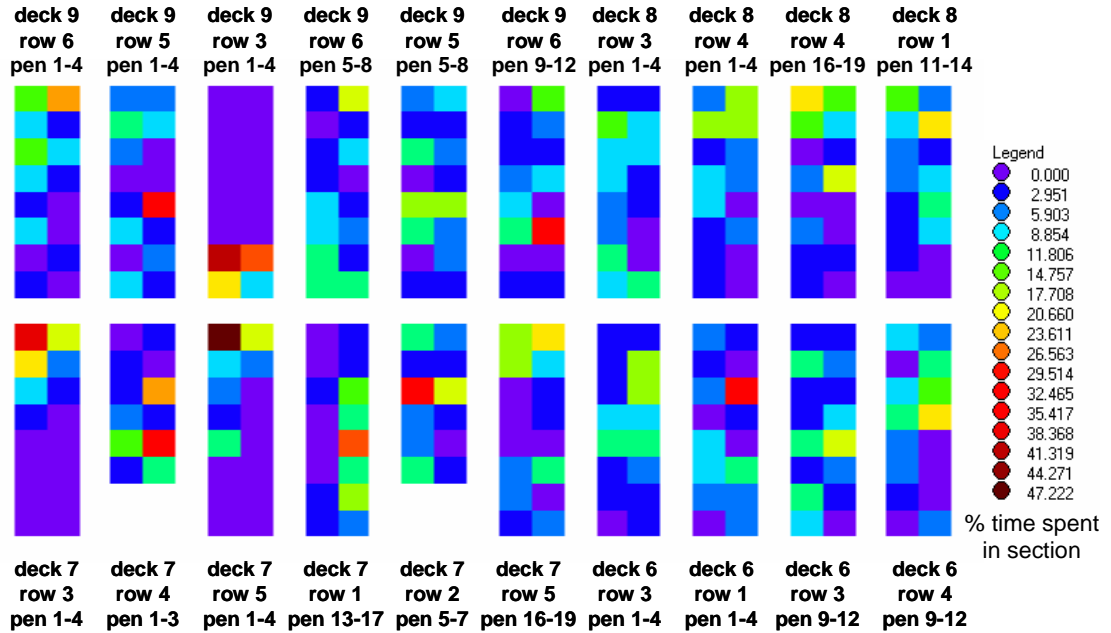 deck 9 deck 9 deck 9 deck 9 deck 9 deck 9 deck 8 deck 8 deck 8 deck 8
row 6 row 5 row 3 row 6 row 5 row 6 row 3 row 4 row 4 row 1
pen 1-4 pen 1-4 pen 1-4 pen 5-8 pen 5-8 pen 9-12 pen 1-4 pen 1-4 pen 16-19 pen 11-14
Legend
0.000
2.951
5.903
8.854
11.806
14.757
17.708
20.660
23.611
26.563
29.514
32.465
35.417
38.368
41.319
44.271
47.222
% time spent
in section
deck 7 deck 7 deck 7 deck 7 deck 7 deck 7 deck 6 deck 6 deck 6 deck 6
row 3 row 4 row 5 row 1 row 2 row 5 row 3 row 1 row 3 row 4
pen 1-4 pen 1-3 pen 1-4 pen 13-17 pen 5-7 pen 16-19 pen 1-4 pen 1-4 pen 9-12 pen 9-12